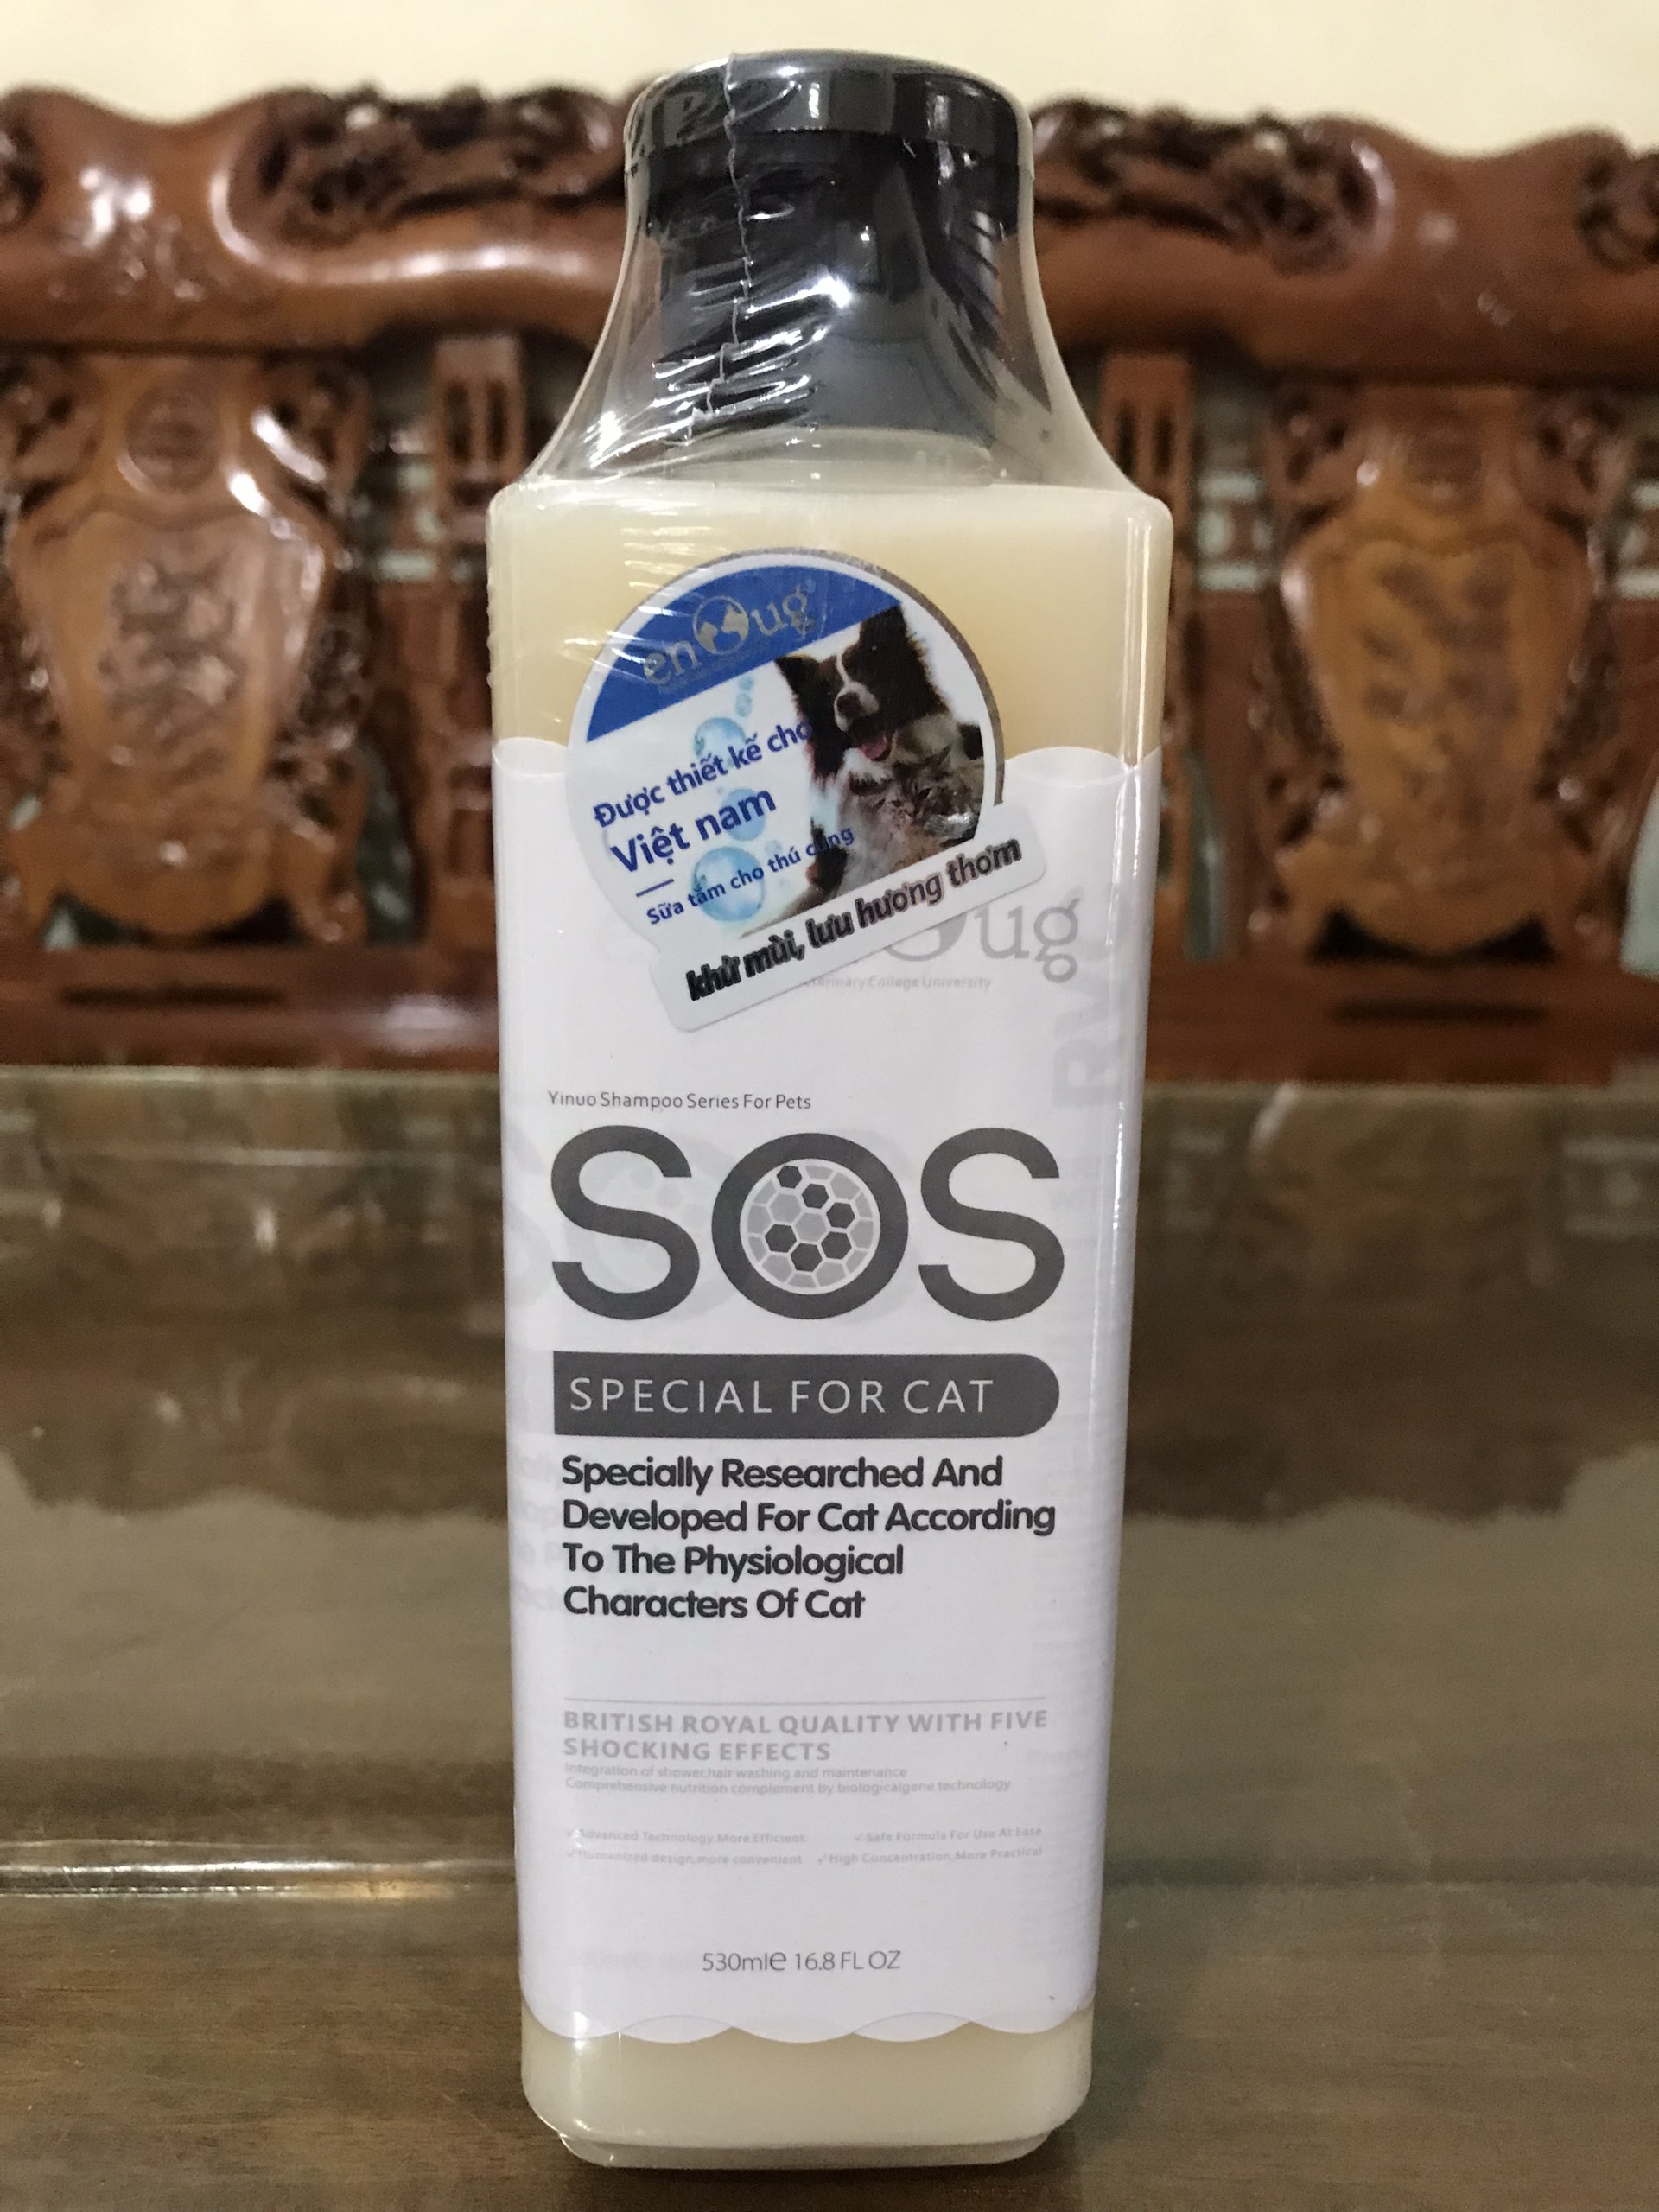 enoug®
Được thiết kế cho
Việt nam
Sữa tắm cho thú cưng
khử mùi, lưu hương thơm
ug
College University
Yinuo Shampoo Series For Pets
SOS
SPECIAL FOR CAT
Specially Researched And
Developed For Cat According
To The Physiological
Characters Of Cat
BRITISH ROYAL QUALITY WITH FIVE
SHOCKING EFFECTS
Integration of shower,hair washing and maintenance
Comprehensive nutrition complement by biologicalgene technology
✓Advanced Technology,More Efficient ✓Safe Formula For Use At Ease
✓Humanized design,more convenient ✓High Concentration,More Practical
530ml℮ 16.8 FL OZ